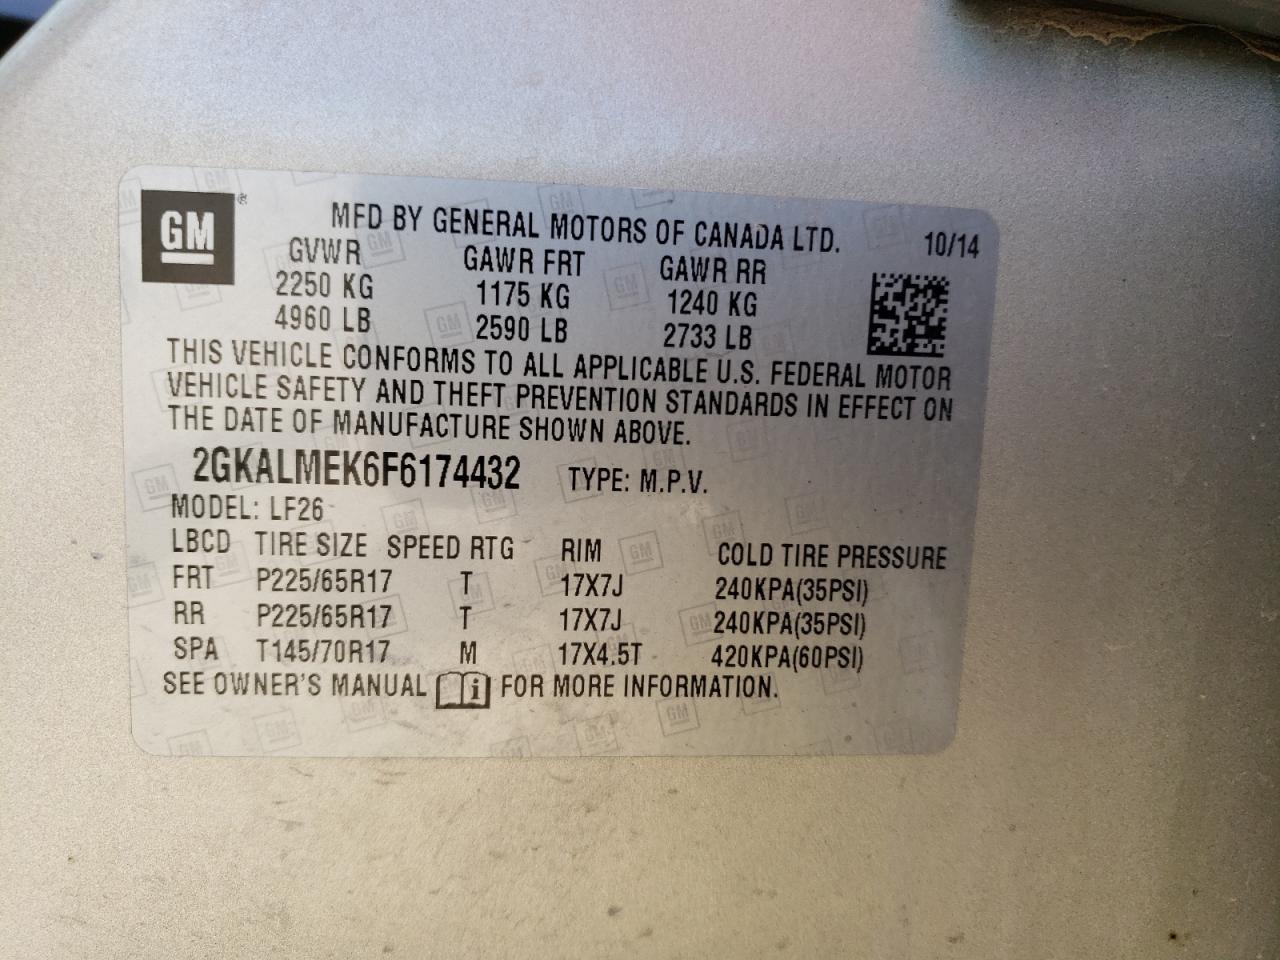 GM ®
MFD BY GENERAL MOTORS OF CANADA LTD. 10/14
GVWR GAWR FRT GAWR RR
2250 KG 1175 KG 1240 KG
4960 LB 2590 LB 2733 LB
THIS VEHICLE CONFORMS TO ALL APPLICABLE U.S. FEDERAL MOTOR
VEHICLE SAFETY AND THEFT PREVENTION STANDARDS IN EFFECT ON
THE DATE OF MANUFACTURE SHOWN ABOVE.
2GKALMEK6F6174432 TYPE: M.P.V.
MODEL: LF26
LBCD TIRE SIZE SPEED RTG RIM COLD TIRE PRESSURE
FRT P225/65R17 T 17X7J 240KPA(35PSI)
RR P225/65R17 T 17X7J 240KPA(35PSI)
SPA T145/70R17 M 17X4.5T 420KPA(60PSI)
SEE OWNER'S MANUAL i FOR MORE INFORMATION.